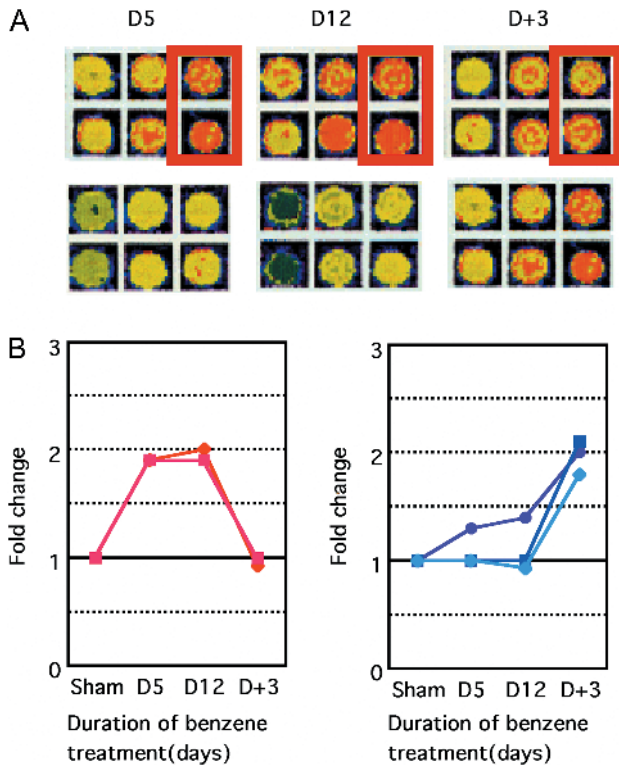 A
D5 D12 D+3
B
3
2
1
0
Fold change
Sham D5 D12 D+3
Duration of benzene
treatment(days)
3
2
1
0
Fold change
Sham D5 D12 D+3
Duration of benzene
treatment(days)